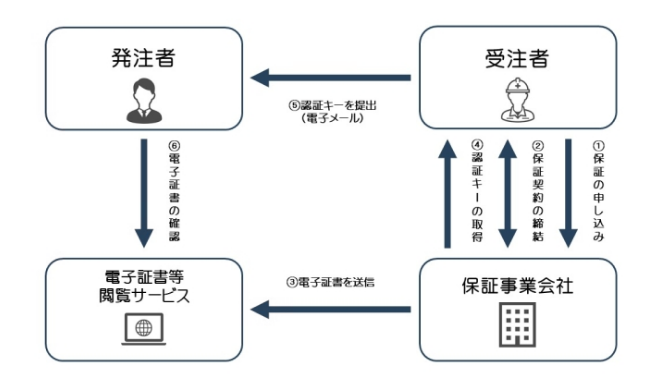 発注者
受注者
⑤認証キーを提出
(電子メール)
⑥電子証書の確認
④認証キーの取得
②保証契約の締結
①保証の申し込み
電子証書等
閲覧サービス
③電子証書を送信
保証事業会社